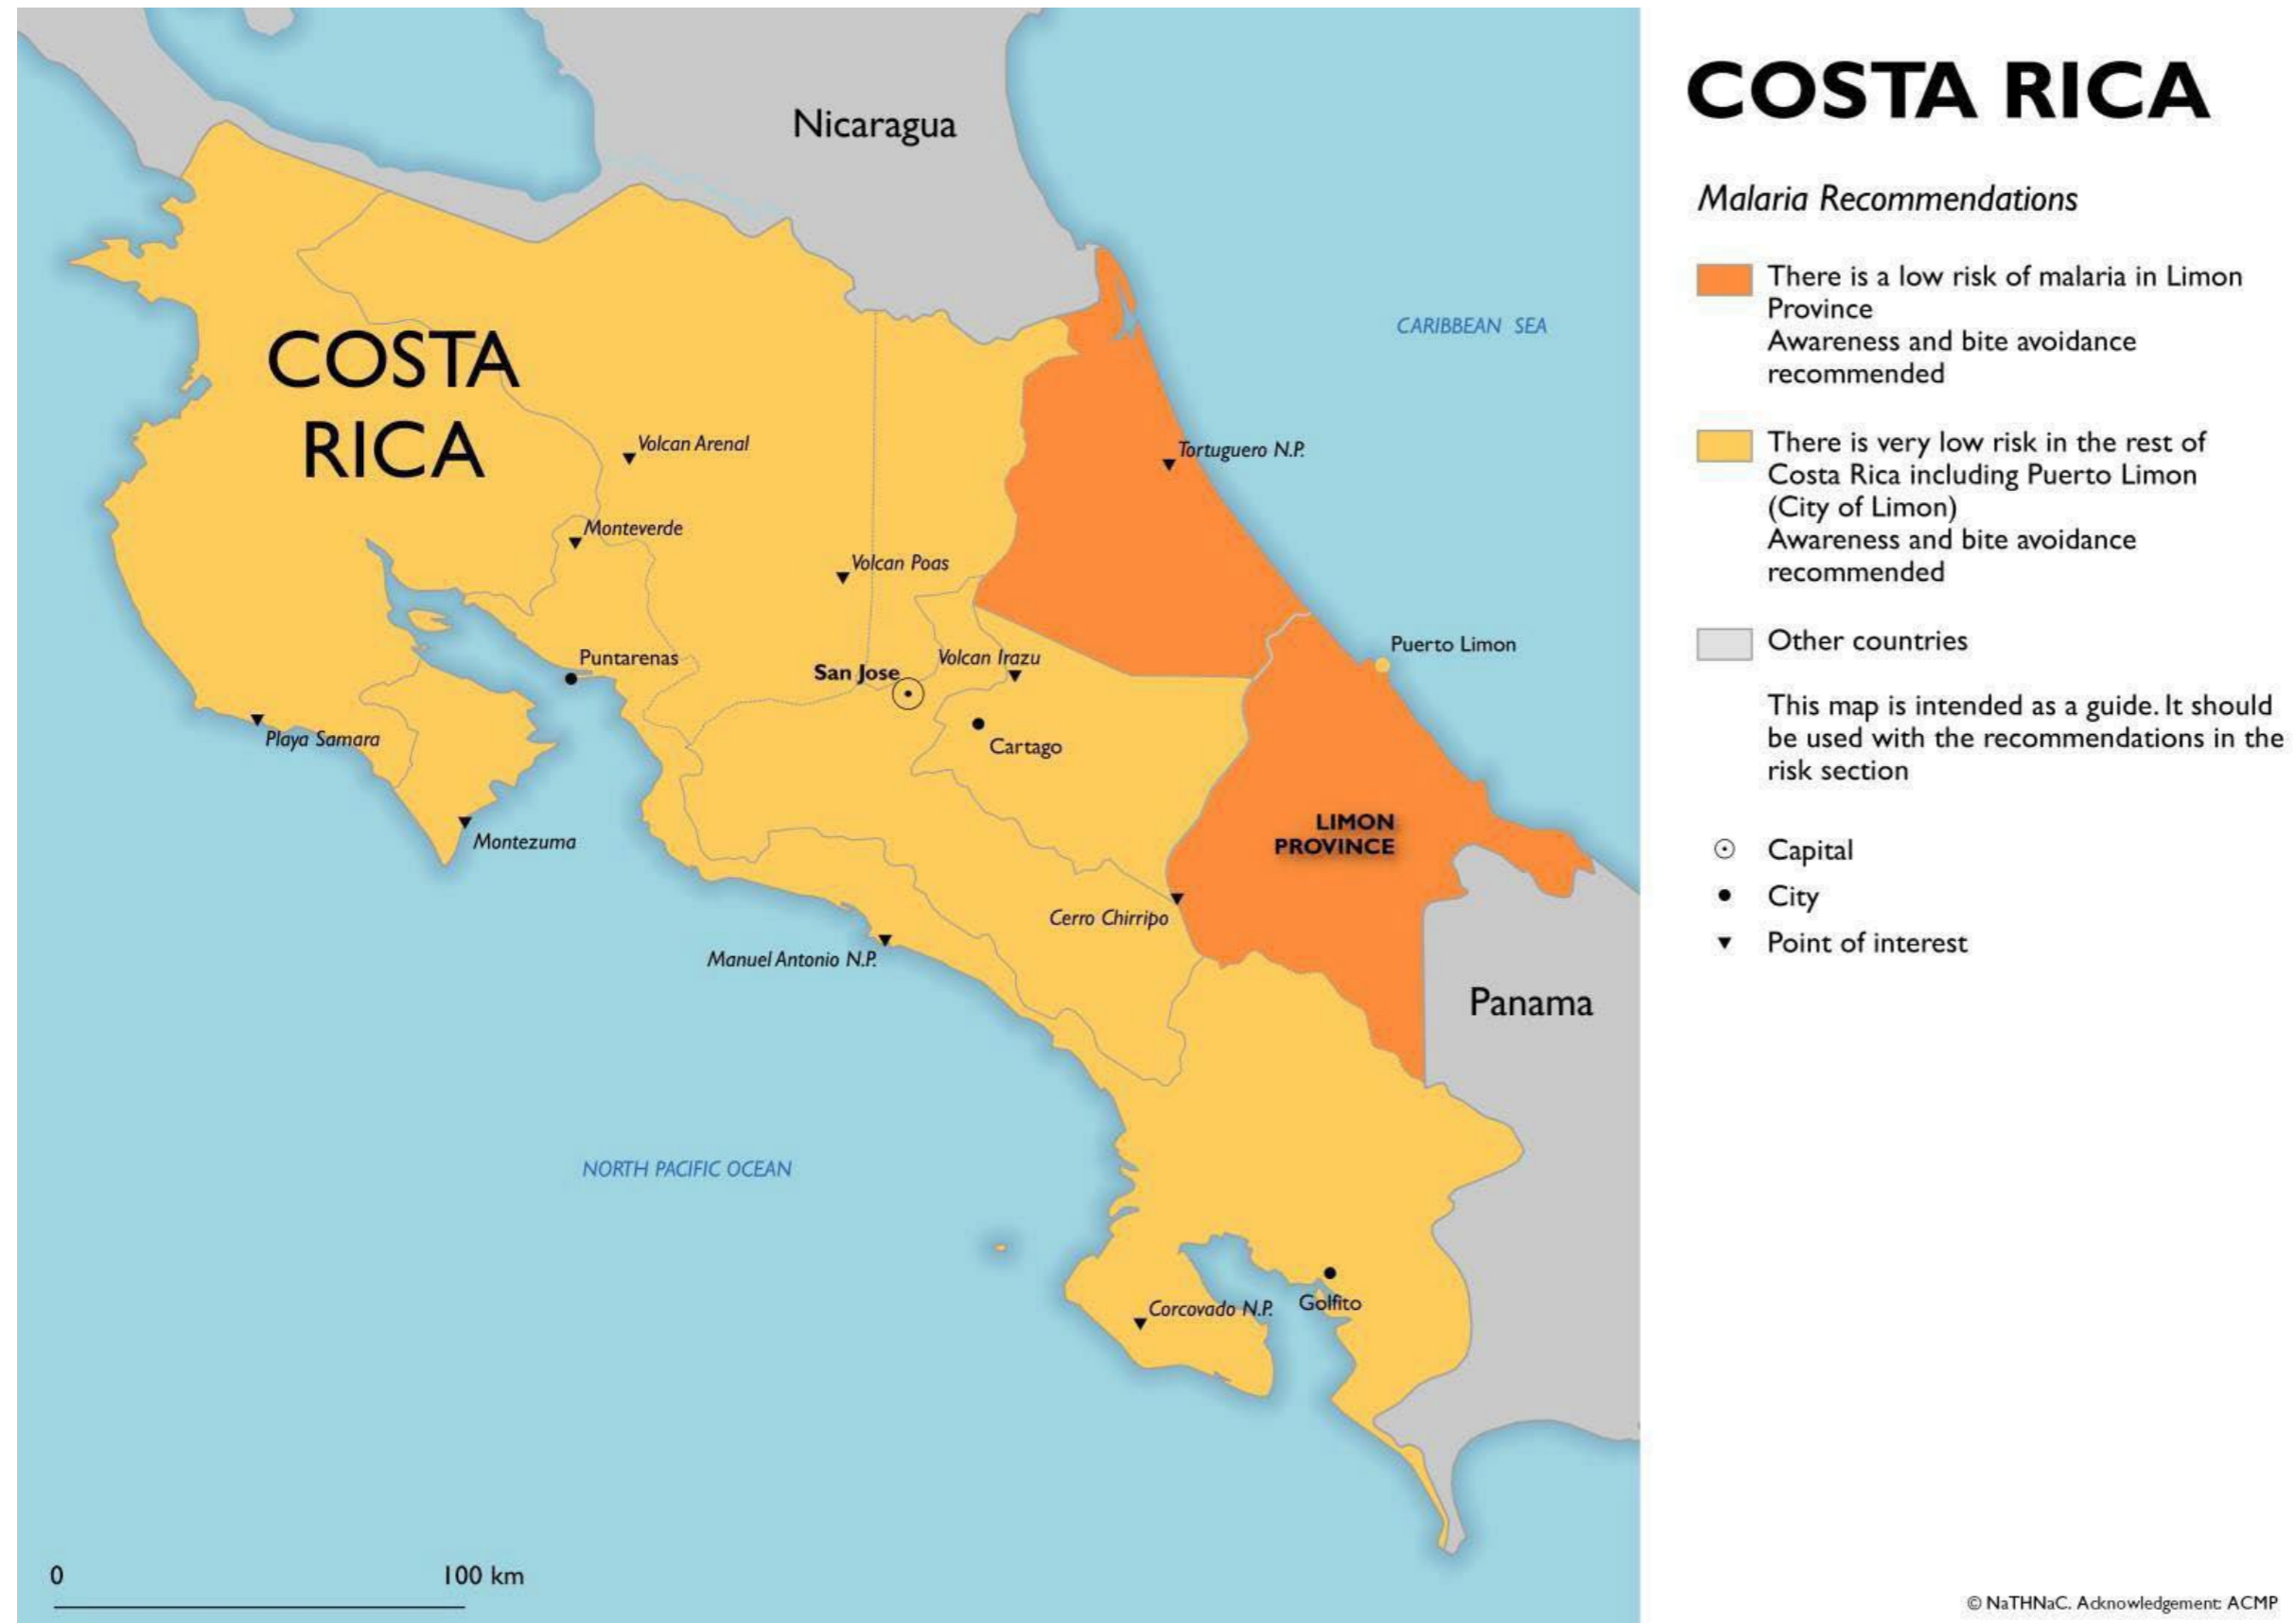 COSTA RICA
Malaria Recommendations
There is a low risk of malaria in Limon
Province
Awareness and bite avoidance
recommended
There is very low risk in the rest of
Costa Rica including Puerto Limon
(City of Limon)
Awareness and bite avoidance
recommended
Other countries
This map is intended as a guide. It should
be used with the recommendations in the
risk section
Capital
City
Point of interest
Nicaragua
CARIBBEAN SEA
COSTA
RICA
Volcan Arenal
Tortuguero N.P.
Monteverde
Volcan Poas
Puerto Limon
Puntarenas
Volcan Irazu
San Jose
Playa Samara
Cartago
LIMON
PROVINCE
Montezuma
Cerro Chirripo
Manuel Antonio N.P.
Panama
NORTH PACIFIC OCEAN
Corcovado N.P.
Golfito
0 100 km
© NaTHNaC. Acknowledgement: ACMP